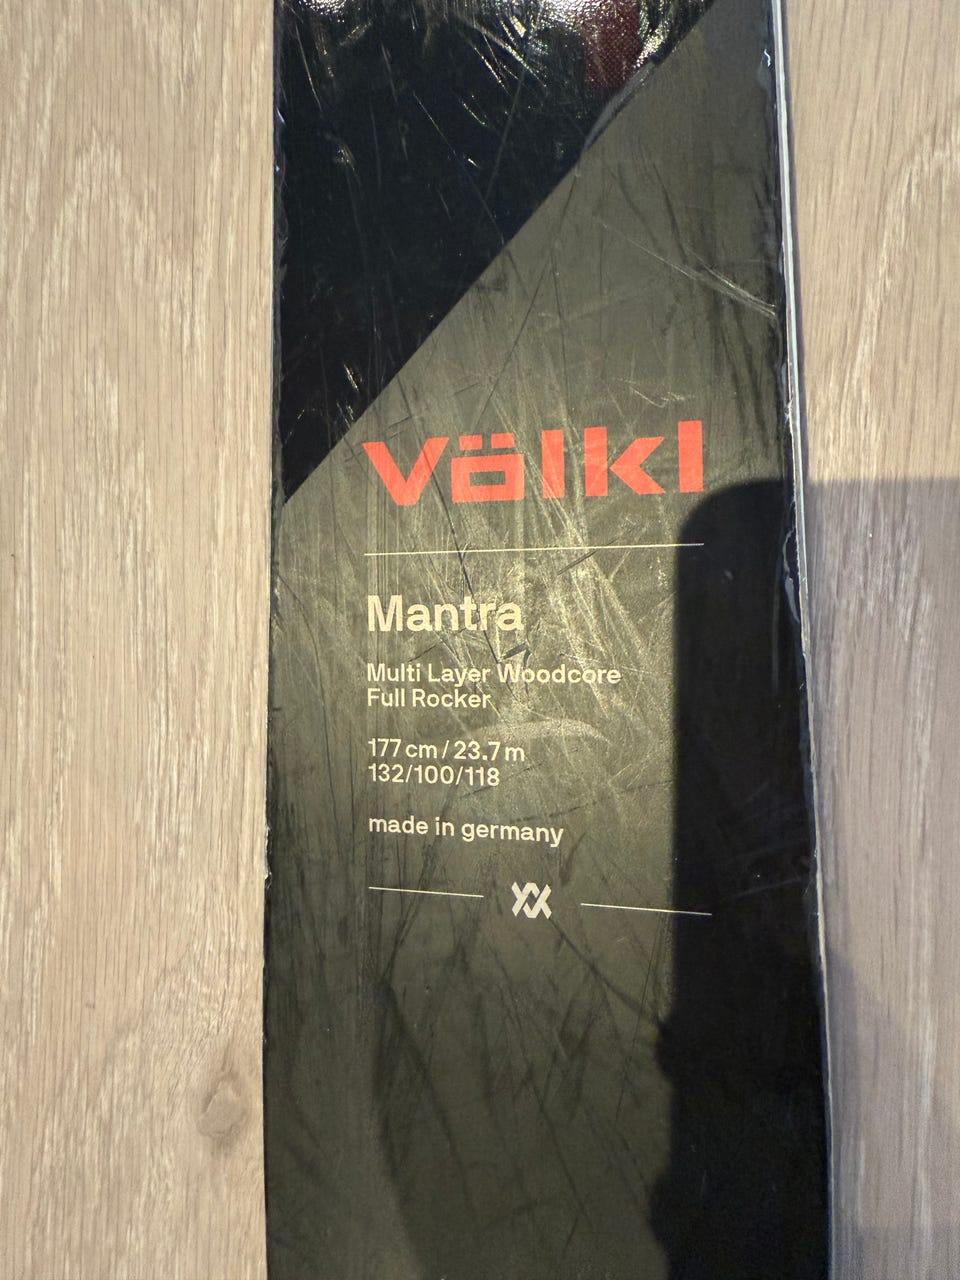 völkl
Mantra
Multi Layer Woodcore
Full Rocker
177 cm / 23.7 m
132/100/118
made in germany